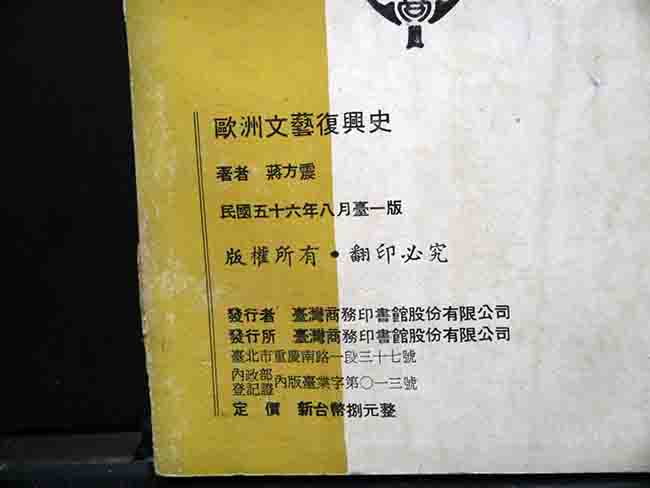 歐洲文藝復興史
著者 蔣方震
民國五十六年八月臺一版
版權所有・翻印必究
發行者 臺灣商務印書館股份有限公司
發行所 臺灣商務印書館股份有限公司
臺北市重慶南路一段三十七號
內政部登記證內版臺業字第〇一三號
定價 新台幣捌元整